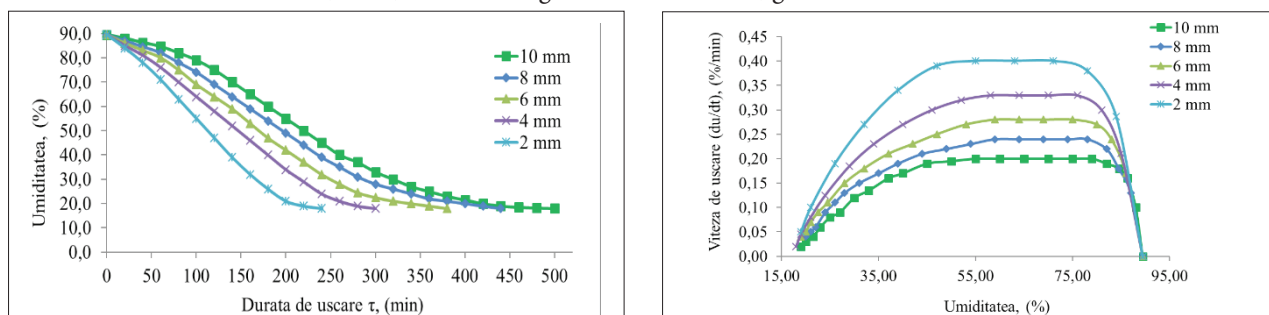 90,0
80,0
70,0
60,0
50,0
40,0
30,0
20,0
10,0
0,0
Umiditatea, (%)
0 50 100 150 200 250 300 350 400 450 500
Durata de uscare τ, (min)
10 mm
8 mm
6 mm
4 mm
2 mm
0,45
0,40
0,35
0,30
0,25
0,20
0,15
0,10
0,05
0,00
Viteza de uscare (du/dt), (%/min)
15,00 35,00 55,00 75,00 95,00
Umiditatea, (%)
10 mm
8 mm
6 mm
4 mm
2 mm